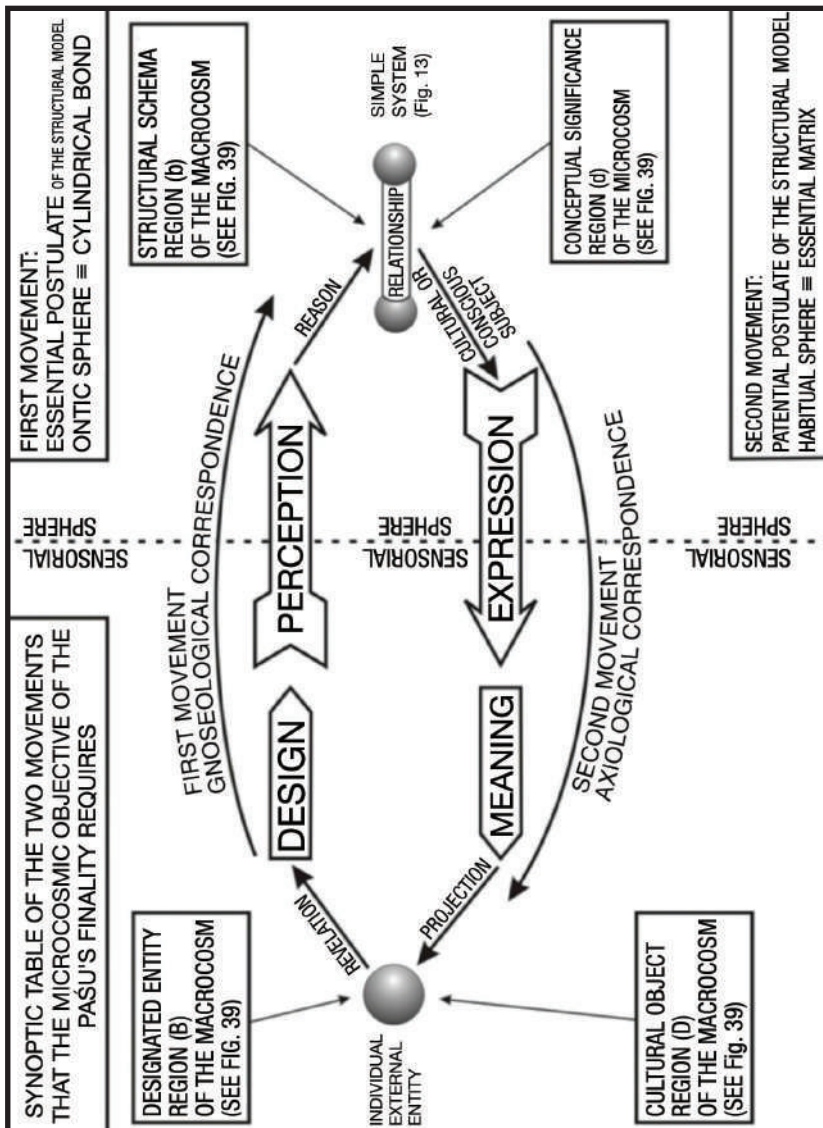 SYNOPTIC TABLE OF THE TWO MOVEMENTS
THAT THE MICROCOSMIC OBJECTIVE OF THE
PAŚU'S FINALITY REQUIRES
FIRST MOVEMENT:
ESSENTIAL POSTULATE OF THE STRUCTURAL MODEL
ONTIC SPHERE ≡ CYLINDRICAL BOND
DESIGNATED ENTITY
REGION (B)
OF THE MACROCOSM
(SEE FIG. 39)
STRUCTURAL SCHEMA
REGION (b)
OF THE MACROCOSM
(SEE FIG. 39)
SENSORIAL
SPHERE
FIRST MOVEMENT
GNOSEOLOGICAL CORRESPONDENCE
REVELATION
DESIGN
PERCEPTION
REASON
INDIVIDUAL
EXTERNAL
ENTITY
SENSORIAL
SPHERE
RELATIONSHIP
SIMPLE
SYSTEM
(Fig. 13)
PROJECTION
MEANING
EXPRESSION
CULTURAL OR
CONSCIOUS
SUBJECT
SECOND MOVEMENT
AXIOLOGICAL CORRESPONDENCE
CULTURAL OBJECT
REGION (D)
OF THE MACROCOSM
(SEE FIG. 39)
CONCEPTUAL SIGNIFICANCE
REGION (d)
OF THE MICROCOSM
(SEE FIG. 39)
SENSORIAL
SPHERE
SECOND MOVEMENT:
PATENTIAL POSTULATE OF THE STRUCTURAL MODEL
HABITUAL SPHERE ≡ ESSENTIAL MATRIX